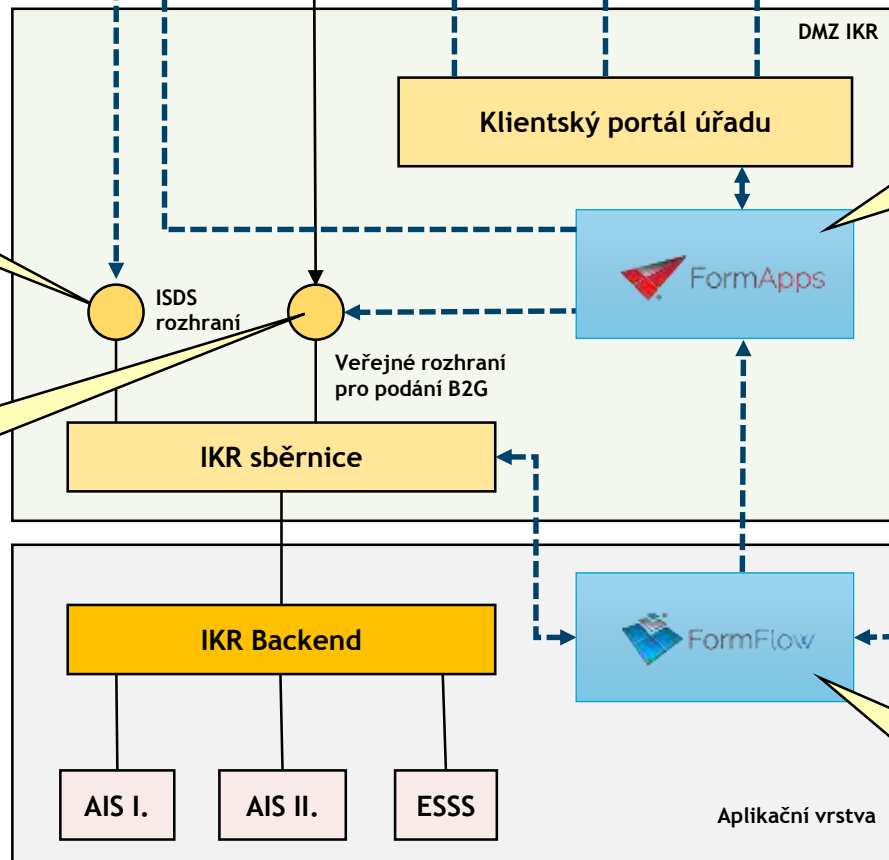 DMZ IKR
Klientský portál úřadu
FormApps
ISDS
rozhraní
Veřejné rozhraní
pro podání B2G
IKR sběrnice
IKR Backend
FormFlow
AIS I.
AIS II.
ESSS
Aplikační vrstva